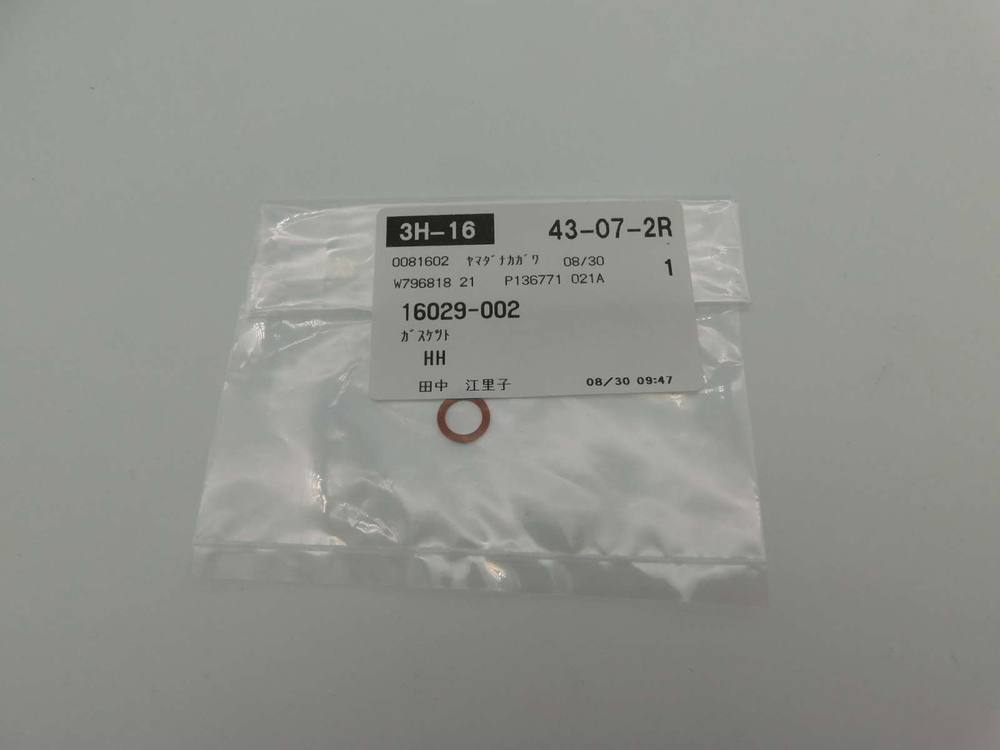 3H-16 43-07-2R
0081602 ﾔﾏﾀﾞﾅｶｶﾞﾜ 08/30 1
W796818 21 P136771 021A
16029-002
ｶﾞｽｹﾂﾄ
HH
田中 江里子 08/30 09:47